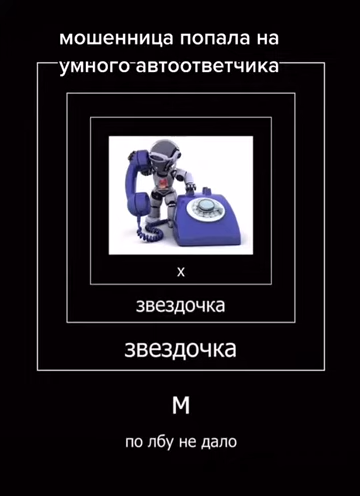 мошенница попала на
умного автоответчика
х
звездочка
звездочка
м
по лбу не дало